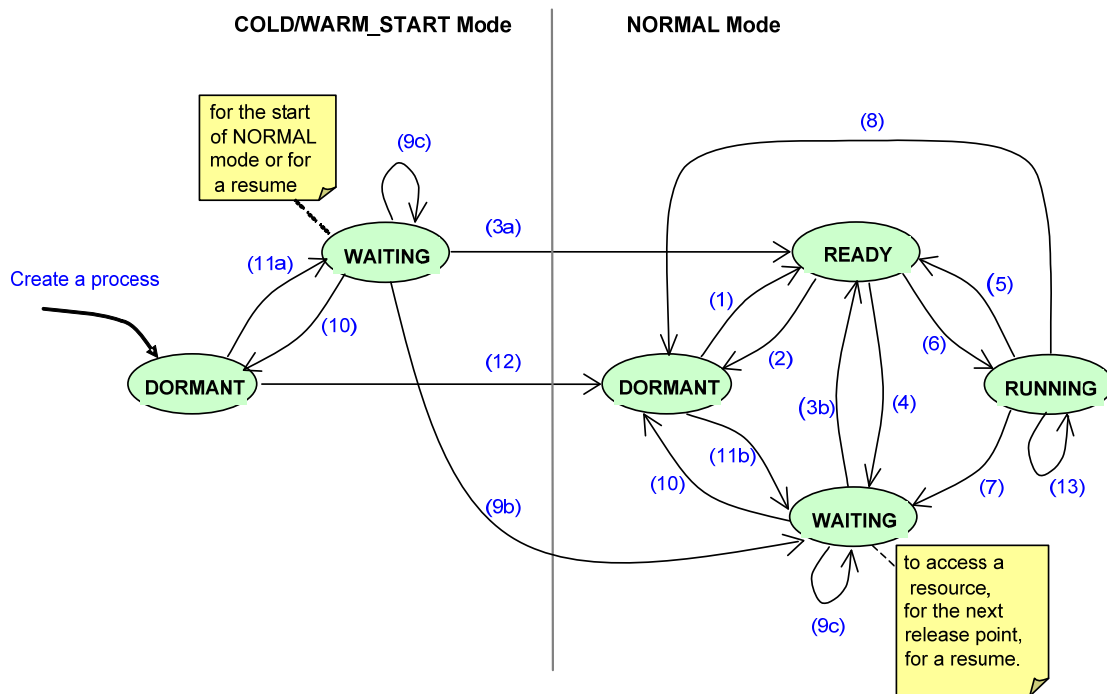 COLD/WARM_START Mode
NORMAL Mode
for the start
of NORMAL
mode or for
a resume
(9c)
(8)
(3a)
WAITING
READY
(11a)
Create a process
(10)
(1)
(2)
(5)
(6)
(12)
DORMANT
DORMANT
RUNNING
(3b)
(4)
(11b)
(10)
(7)
(13)
(9b)
WAITING
(9c)
to access a
resource,
for the next
release point,
for a resume.